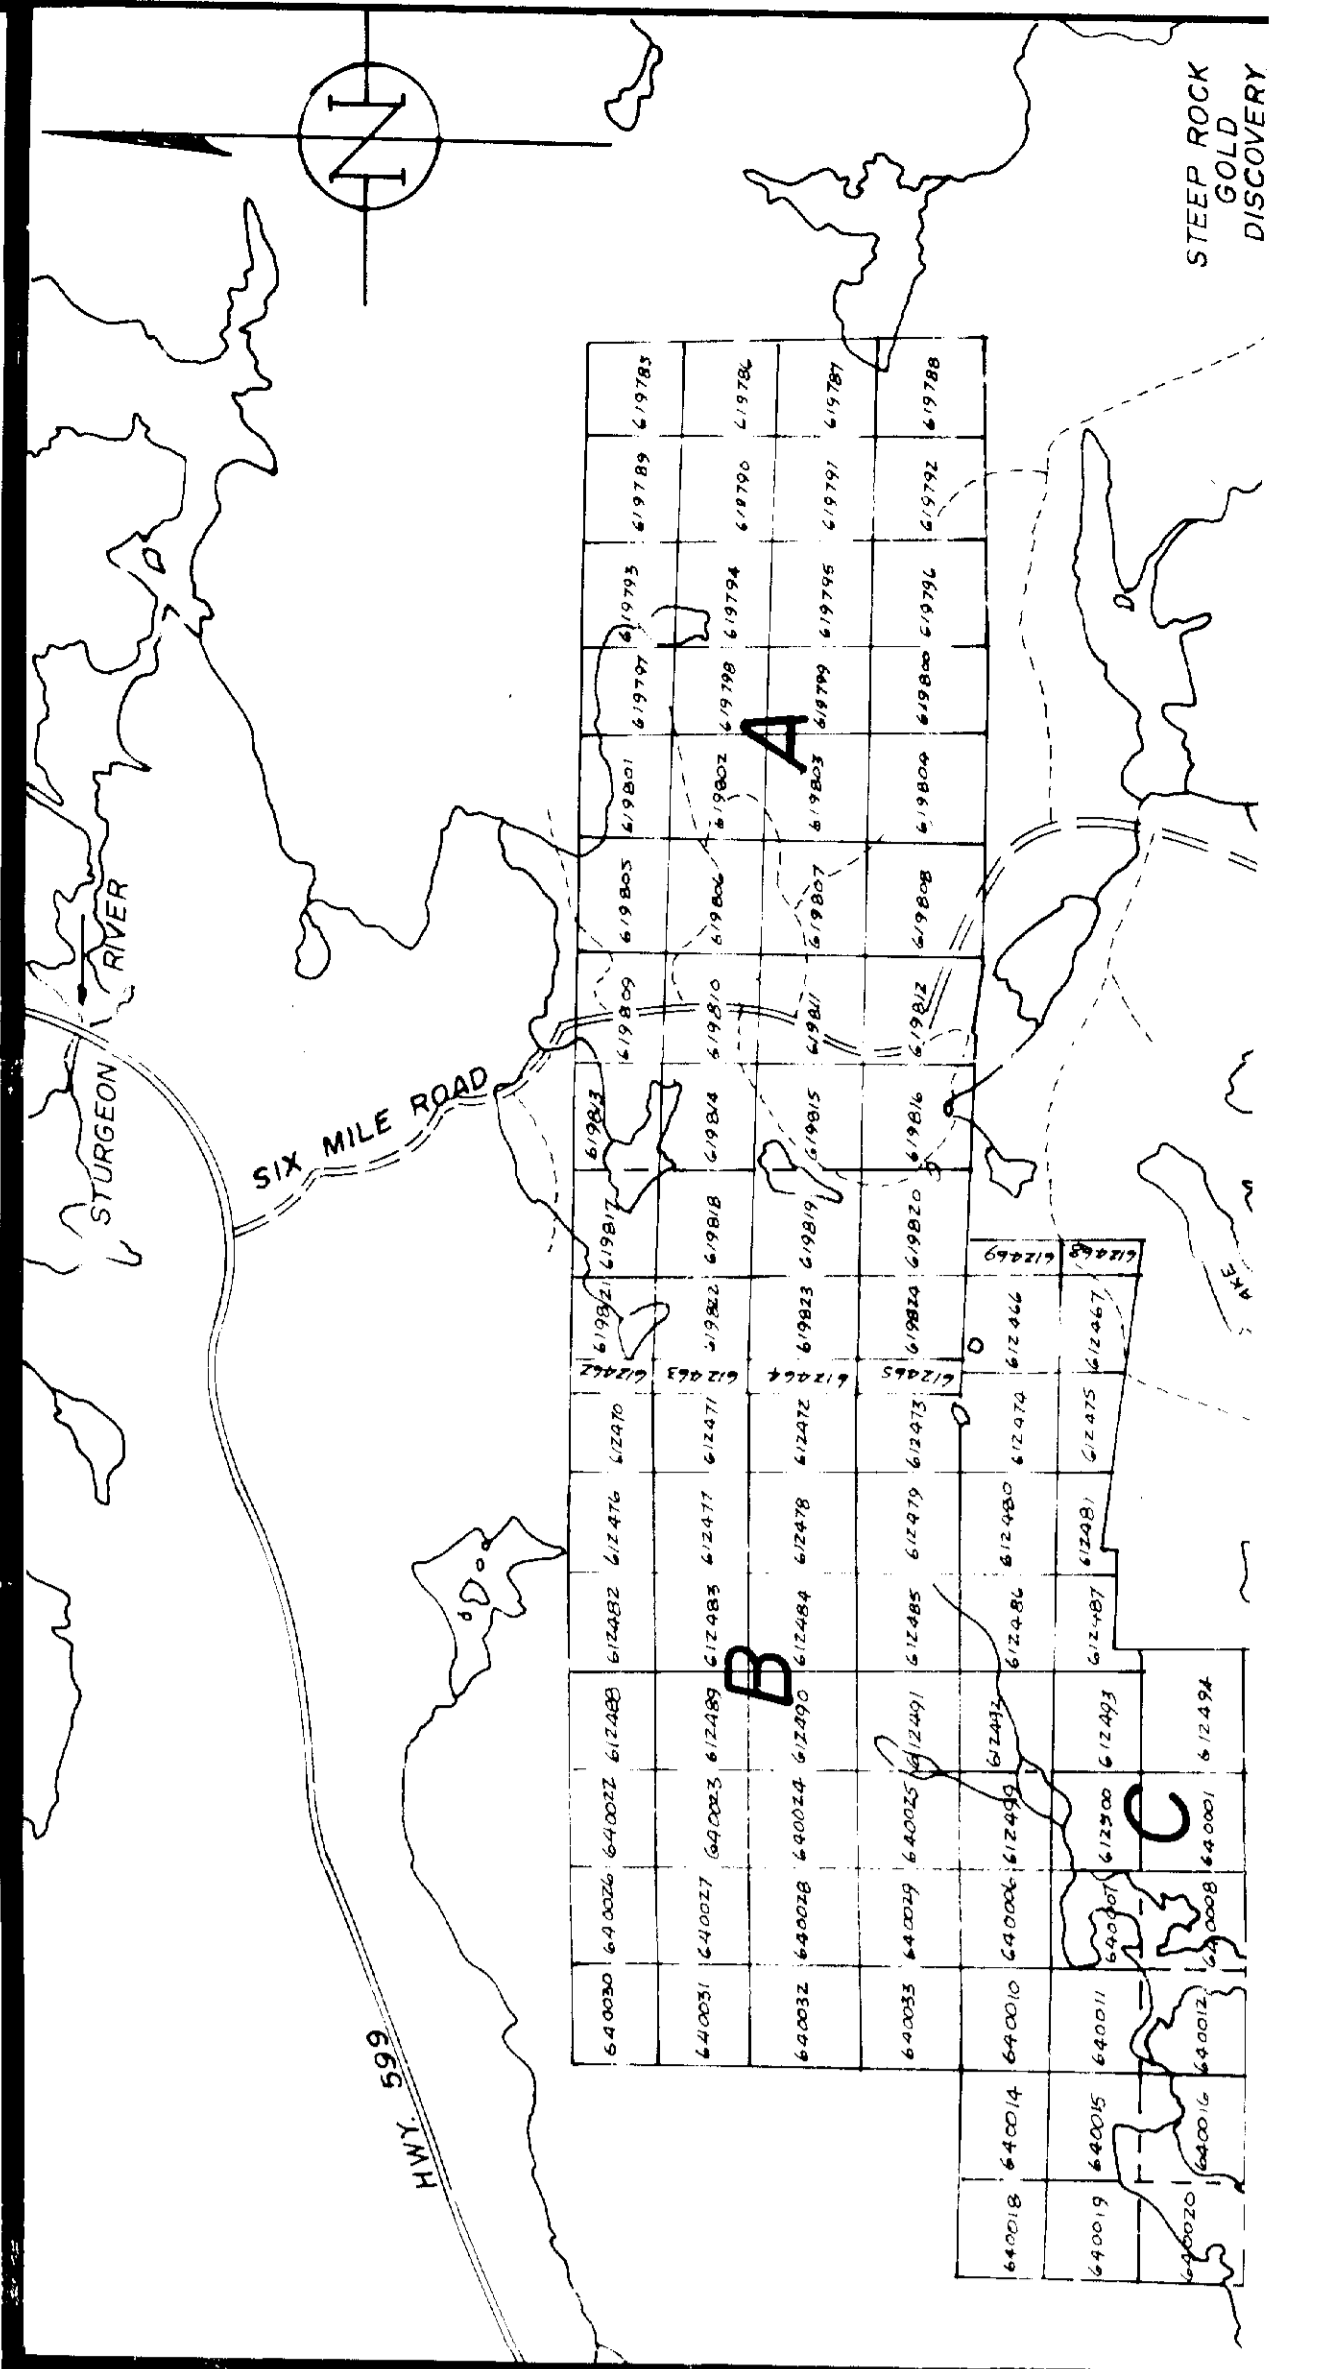 N
STURGEON RIVER
SIX MILE ROAD
HWY. 599
STEEP ROCK
GOLD
DISCOVERY
A
B
C
AKE
640030 640026 640022 612488 612482 612476 612470 612462 619821 619817 619813 619809 619805 619801 619797 619793 619789 619785
640031 640027 640023 612489 612483 612477 612471 612463 619822 619818 619814 619810 619806 619802 619798 619794 619790 619786
640032 640028 640024 612490 612484 612478 612472 612464 619823 619819 619815 619811 619807 619803 619799 619795 619791 619787
640033 640029 640025 612491 612485 612479 612473 612465 619824 619820 619816 619812 619808 619804 619800 619796 619792 619788
640018 640014 640010 640006 612499 612492 612486 612480 612474 612466 612469
640019 640015 640011 640007 612500 612493 612487 612481 612475 612467 612468
640020 640016 640012 640008 640001 612494